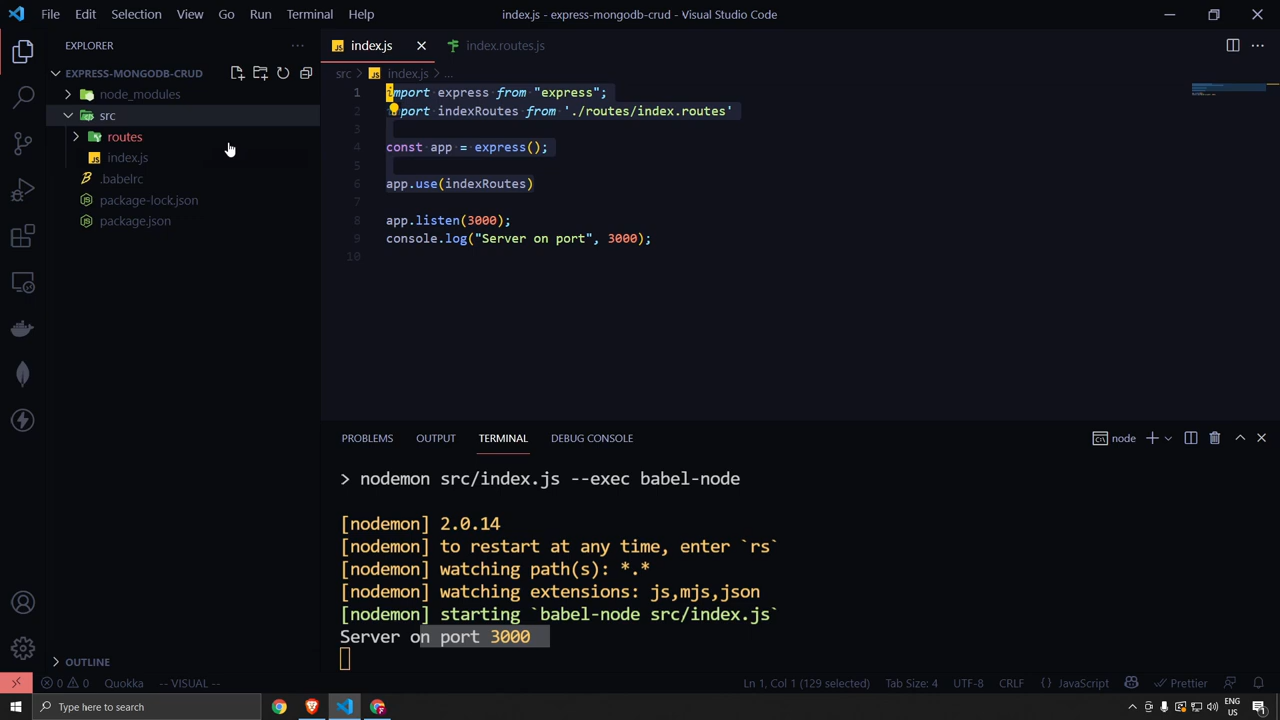 File Edit Selection View Go Run Terminal Help
index.js - express-mongodb-crud - Visual Studio Code
EXPLORER
EXPRESS-MONGODB-CRUD
node_modules
src
routes
index.js
.babelrc
package-lock.json
package.json
OUTLINE
index.js
index.routes.js
src > index.js > ...
1 import express from "express";
2 import indexRoutes from './routes/index.routes'
3
4 const app = express();
5
6 app.use(indexRoutes)
7
8 app.listen(3000);
9 console.log("Server on port", 3000);
10
PROBLEMS OUTPUT TERMINAL DEBUG CONSOLE
node
> nodemon src/index.js --exec babel-node
[nodemon] 2.0.14
[nodemon] to restart at any time, enter `rs`
[nodemon] watching path(s): *.*
[nodemon] watching extensions: js,mjs,json
[nodemon] starting `babel-node src/index.js`
Server on port 3000
0 0 Quokka -- VISUAL --
Ln 1, Col 1 (129 selected) Tab Size: 4 UTF-8 CRLF {} JavaScript Prettier
Type here to search
ENG
US